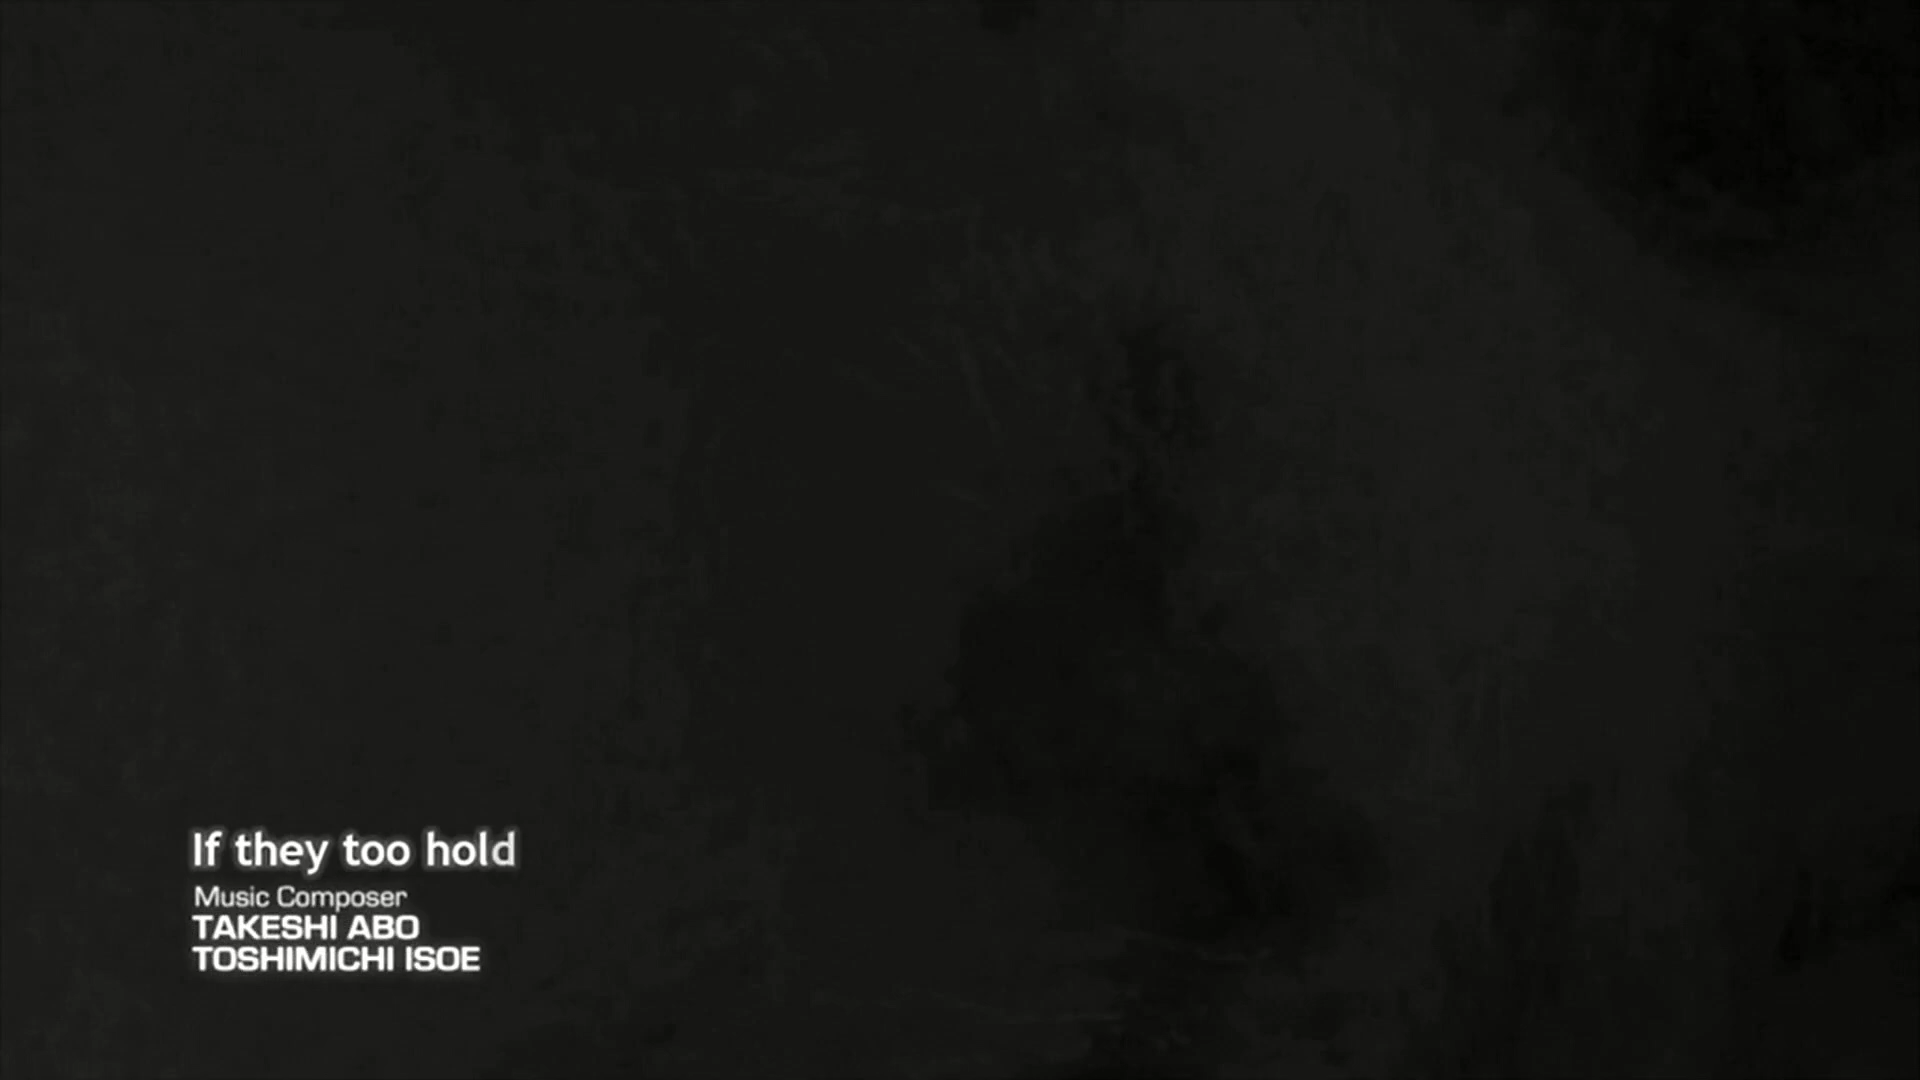 If they too hold
Music Composer
TAKESHI ABO
TOSHIMICHI ISOE